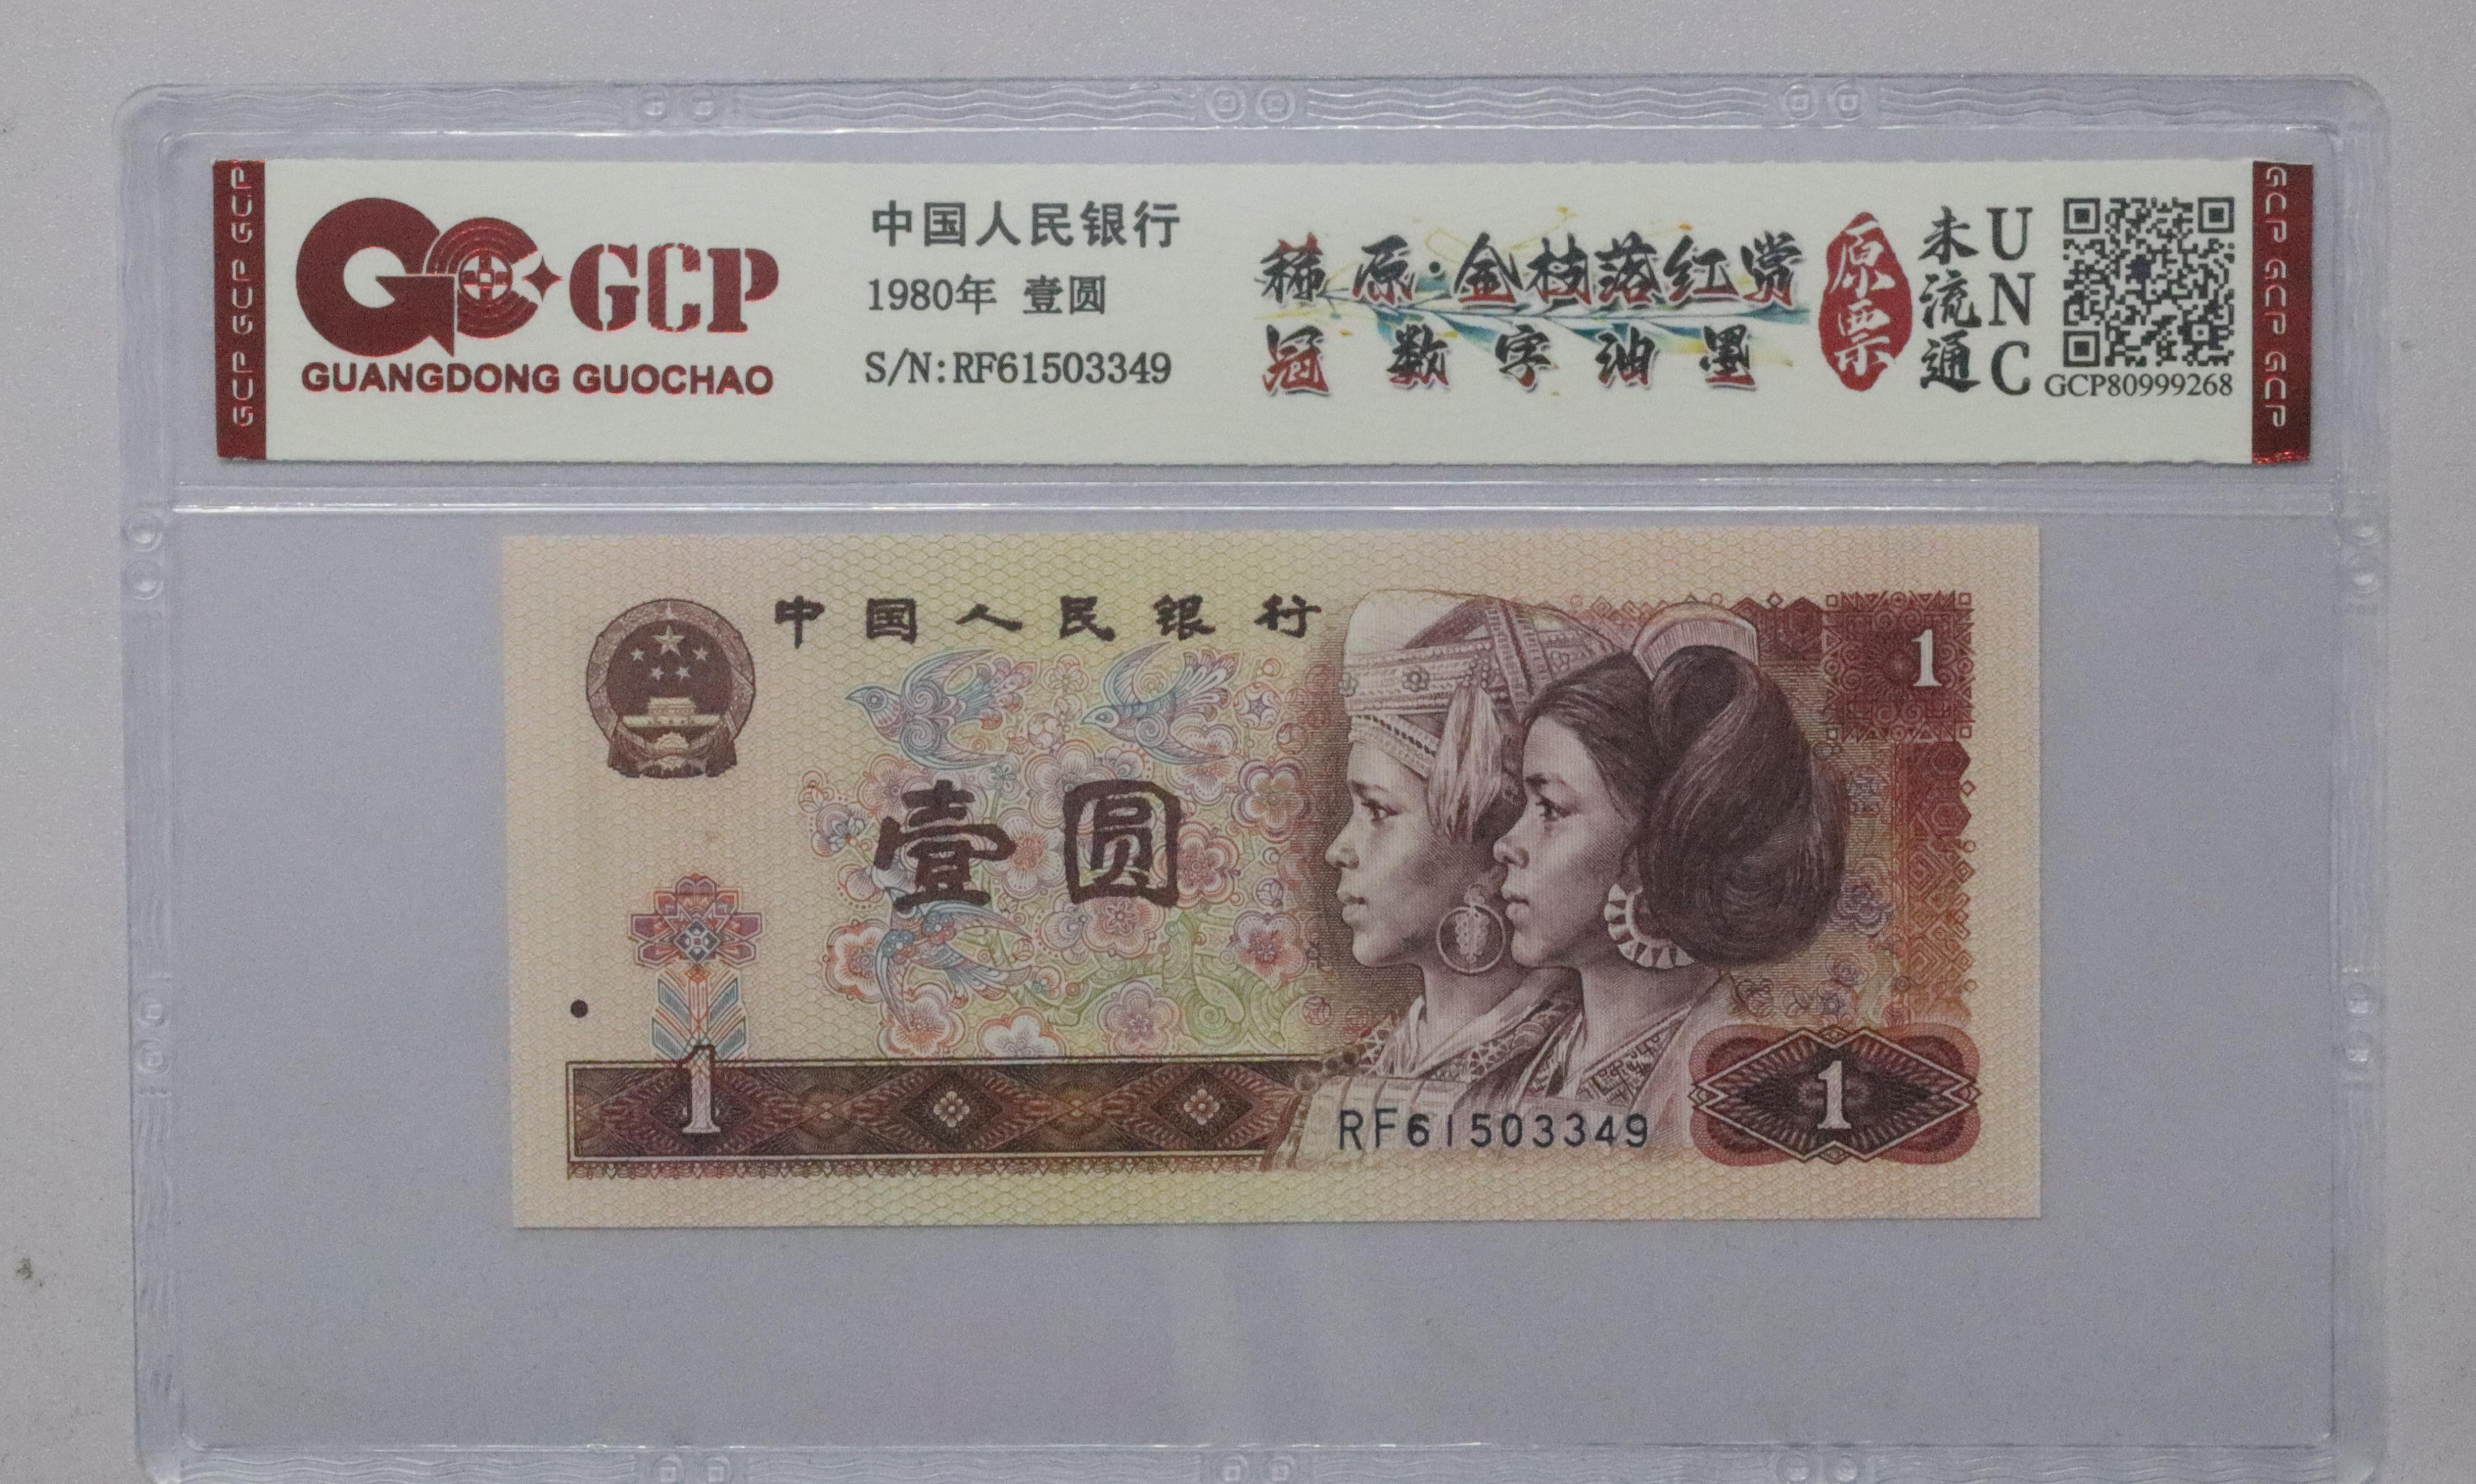 GCP GCP GCP
GCP
GUANGDONG GUOCHAO
中国人民银行
1980年 壹圆
S/N:RF61503349
稀原·金枝落红赏
冠数字油墨
原票
未流通
UNC
GCP80999268
GCP GCP GCP
中国人民银行
1
壹圆
1
1
RF61503349